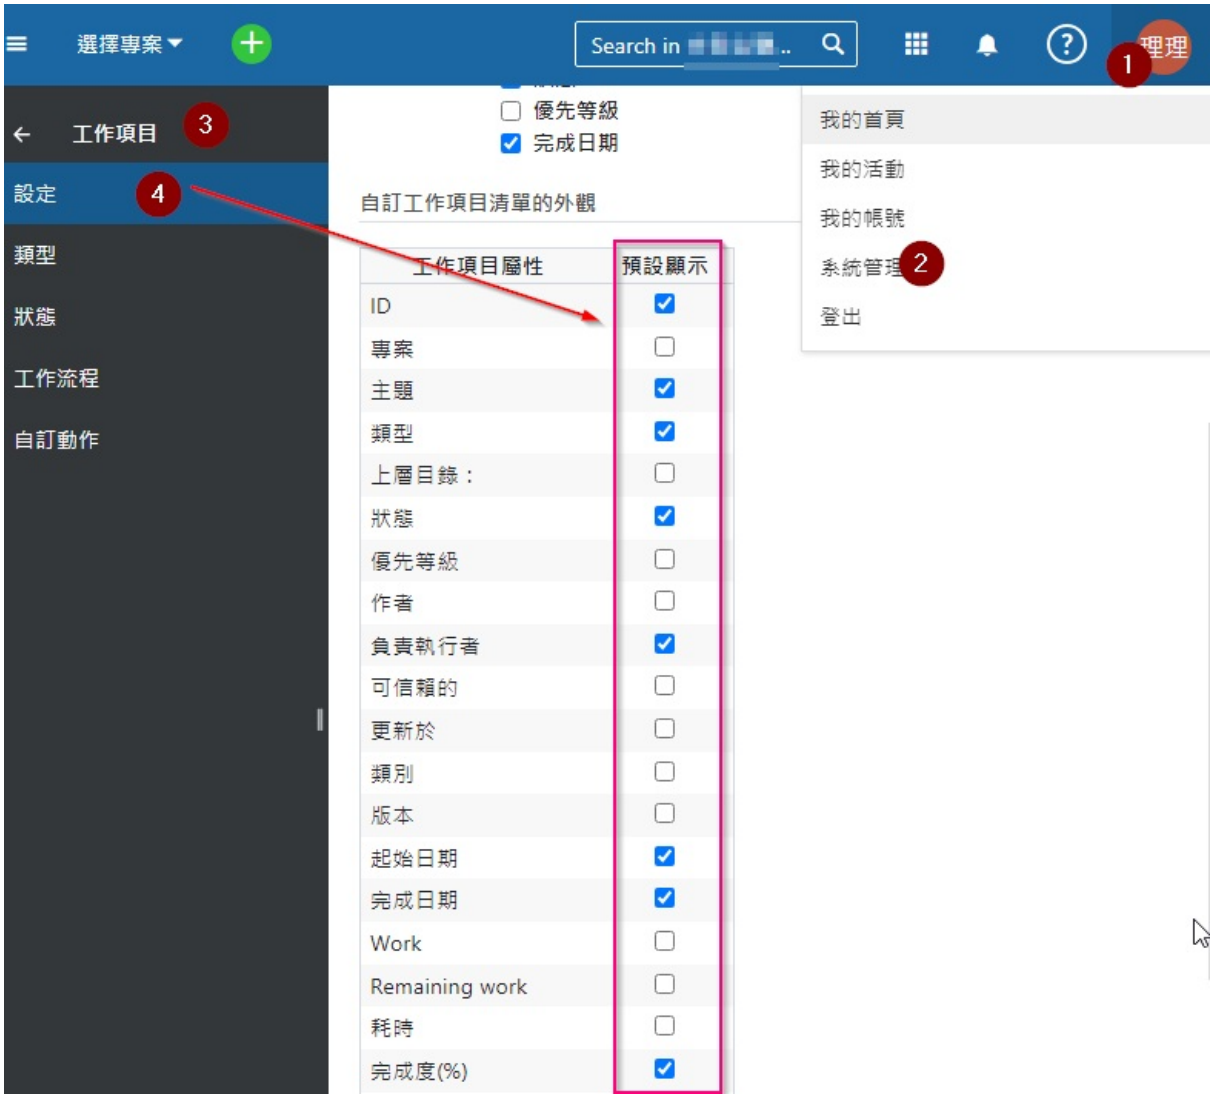 選擇專案
Search in
..
?
理理
1
← 工作項目
3
設定
4
類型
狀態
工作流程
自訂動作
優先等級
完成日期
自訂工作項目清單的外觀
工作項目屬性 預設顯示
ID
專案
主題
類型
上層目錄：
狀態
優先等級
作者
負責執行者
可信賴的
更新於
類別
版本
起始日期
完成日期
Work
Remaining work
耗時
完成度(%)
我的首頁
我的活動
我的帳號
系統管理
2
登出